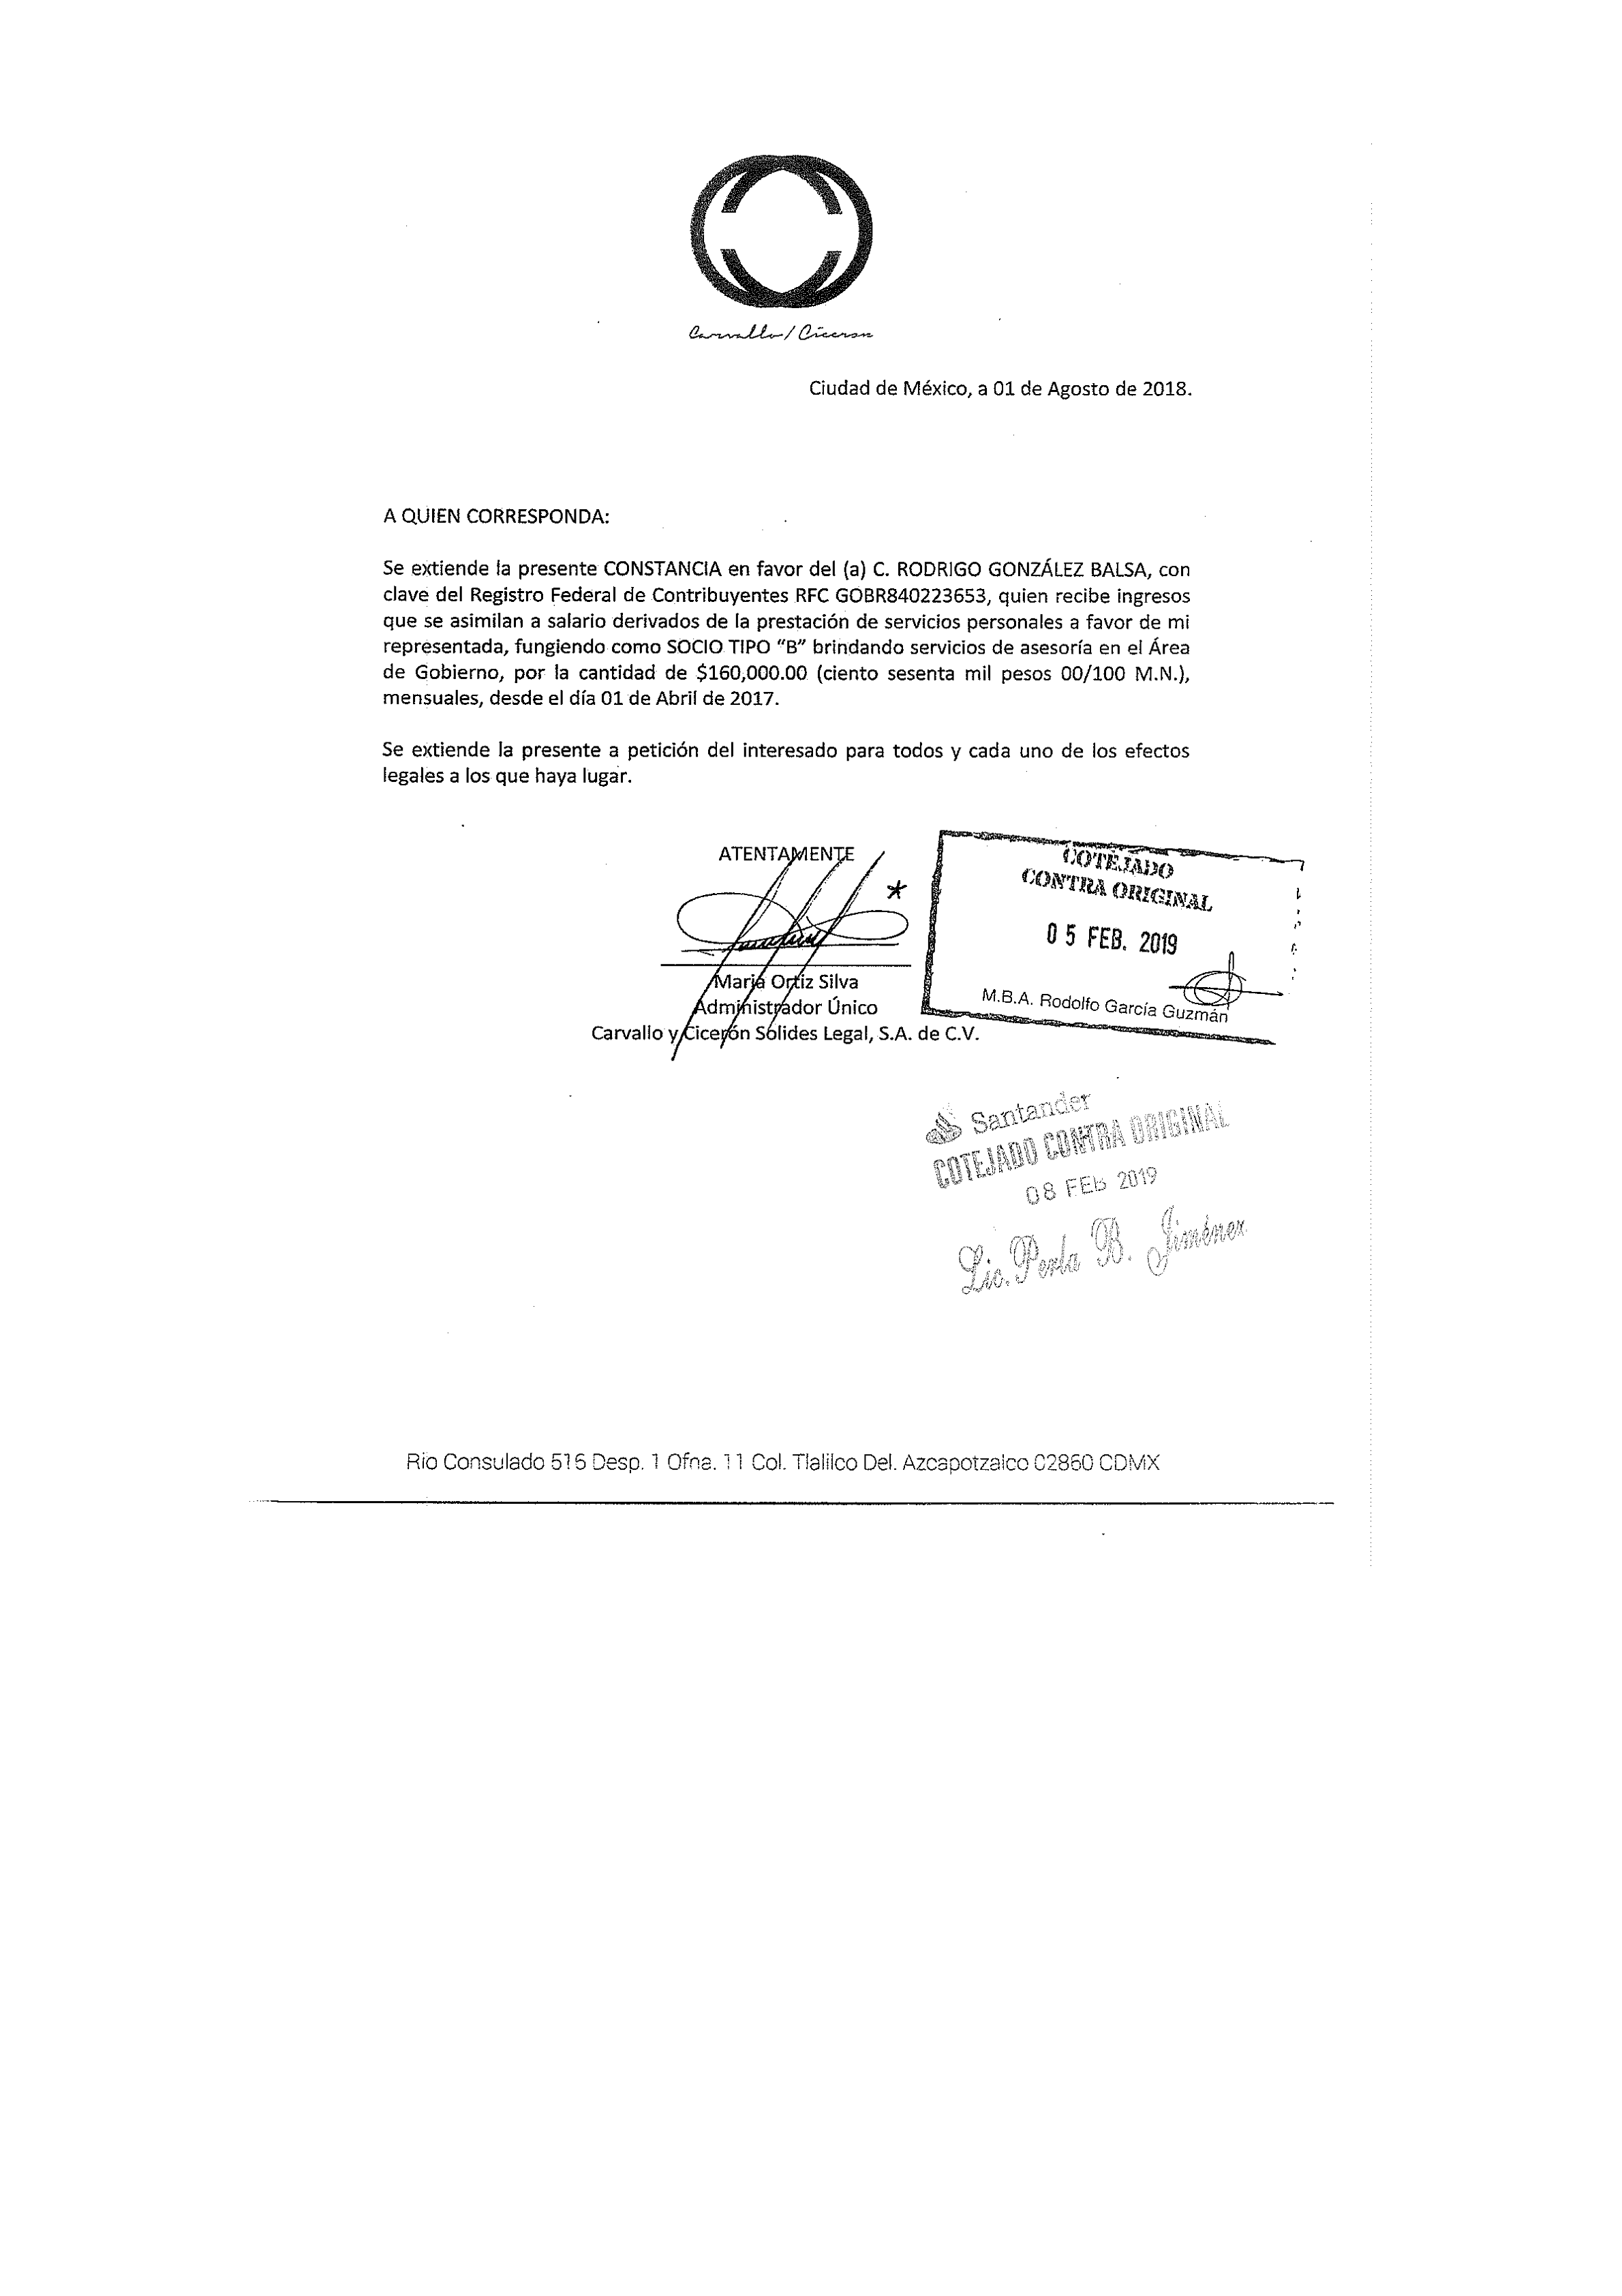 Carvallo/Ciceron
Ciudad de México, a 01 de Agosto de 2018.
A QUIEN CORRESPONDA:
Se extiende la presente CONSTANCIA en favor del (a) C. RODRIGO GONZÁLEZ BALSA, con
clave del Registro Federal de Contribuyentes RFC GOBR840223653, quien recibe ingresos
que se asimilan a salario derivados de la prestación de servicios personales a favor de mi
representada, fungiendo como SOCIO TIPO "B" brindando servicios de asesoría en el Área
de Gobierno, por la cantidad de $160,000.00 (ciento sesenta mil pesos 00/100 M.N.),
mensuales, desde el día 01 de Abril de 2017.
Se extiende la presente a petición del interesado para todos y cada uno de los efectos
legales a los que haya lugar.
ATENTAMENTE
Maria Ortiz Silva
Administrador Único
Carvallo y Cicerón Solides Legal, S.A. de C.V.
COTEJADO
CONTRA ORIGINAL
05 FEB. 2019
M.B.A. Rodolfo García Guzmán
Santander
COTEJADO CONTRA ORIGINAL
08 FEB 2019
Lic. Perla B. Jiménez
Rio Consulado 516 Desp. 1 Ofna. 11 Col. Tlalilco Del. Azcapotzalco 02860 CDMX